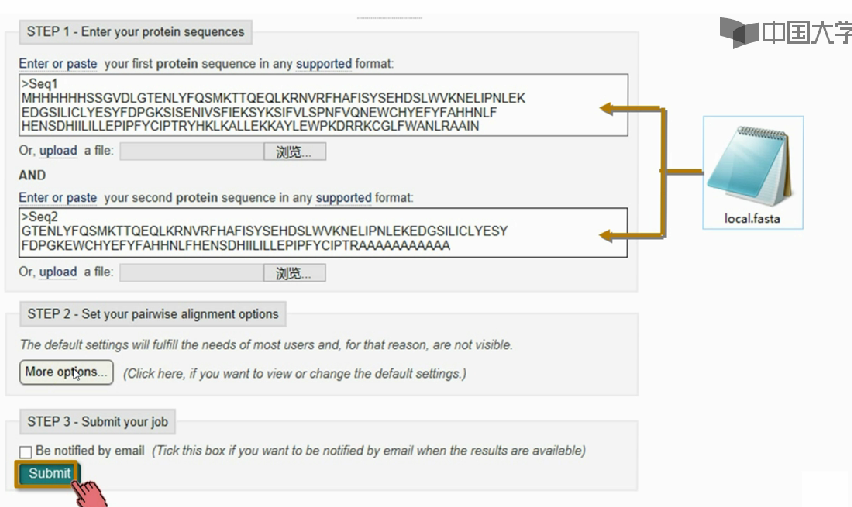 STEP 1 - Enter your protein sequences
中国大学
Enter or paste your first protein sequence in any supported format:
>Seq1
MHHHHHHSSGVDLGTENLYFQSMKTTQEQLKRNVRFHAFISYSEHDSLWVKNELIPNLEK
EDGSILICLYESYFDPGKSISENIVSFIEKSYKSIFVLSPNFVQNEWCHYEFYFAHHNLF
HENSDHIILILLEPIPFYCIPTRYHKLKALLEKKAYLEWPKDRRKCGLFWANLRAAIN
Or, upload a file: 浏览...
AND
Enter or paste your second protein sequence in any supported format:
>Seq2
GTENLYFQSMKTTQEQLKRNVRFHAFISYSEHDSLWVKNELIPNLEKEDGSILICLYESY
FDPGKEWCHYEFYFAHHNLFHENSDHIILILLEPIPFYCIPTRAAAAAAAAAAA
local.fasta
Or, upload a file: 浏览...
STEP 2 - Set your pairwise alignment options
The default settings will fulfill the needs of most users and, for that reason, are not visible.
More options... (Click here, if you want to view or change the default settings.)
STEP 3 - Submit your job
Be notified by email (Tick this box if you want to be notified by email when the results are available)
Submit